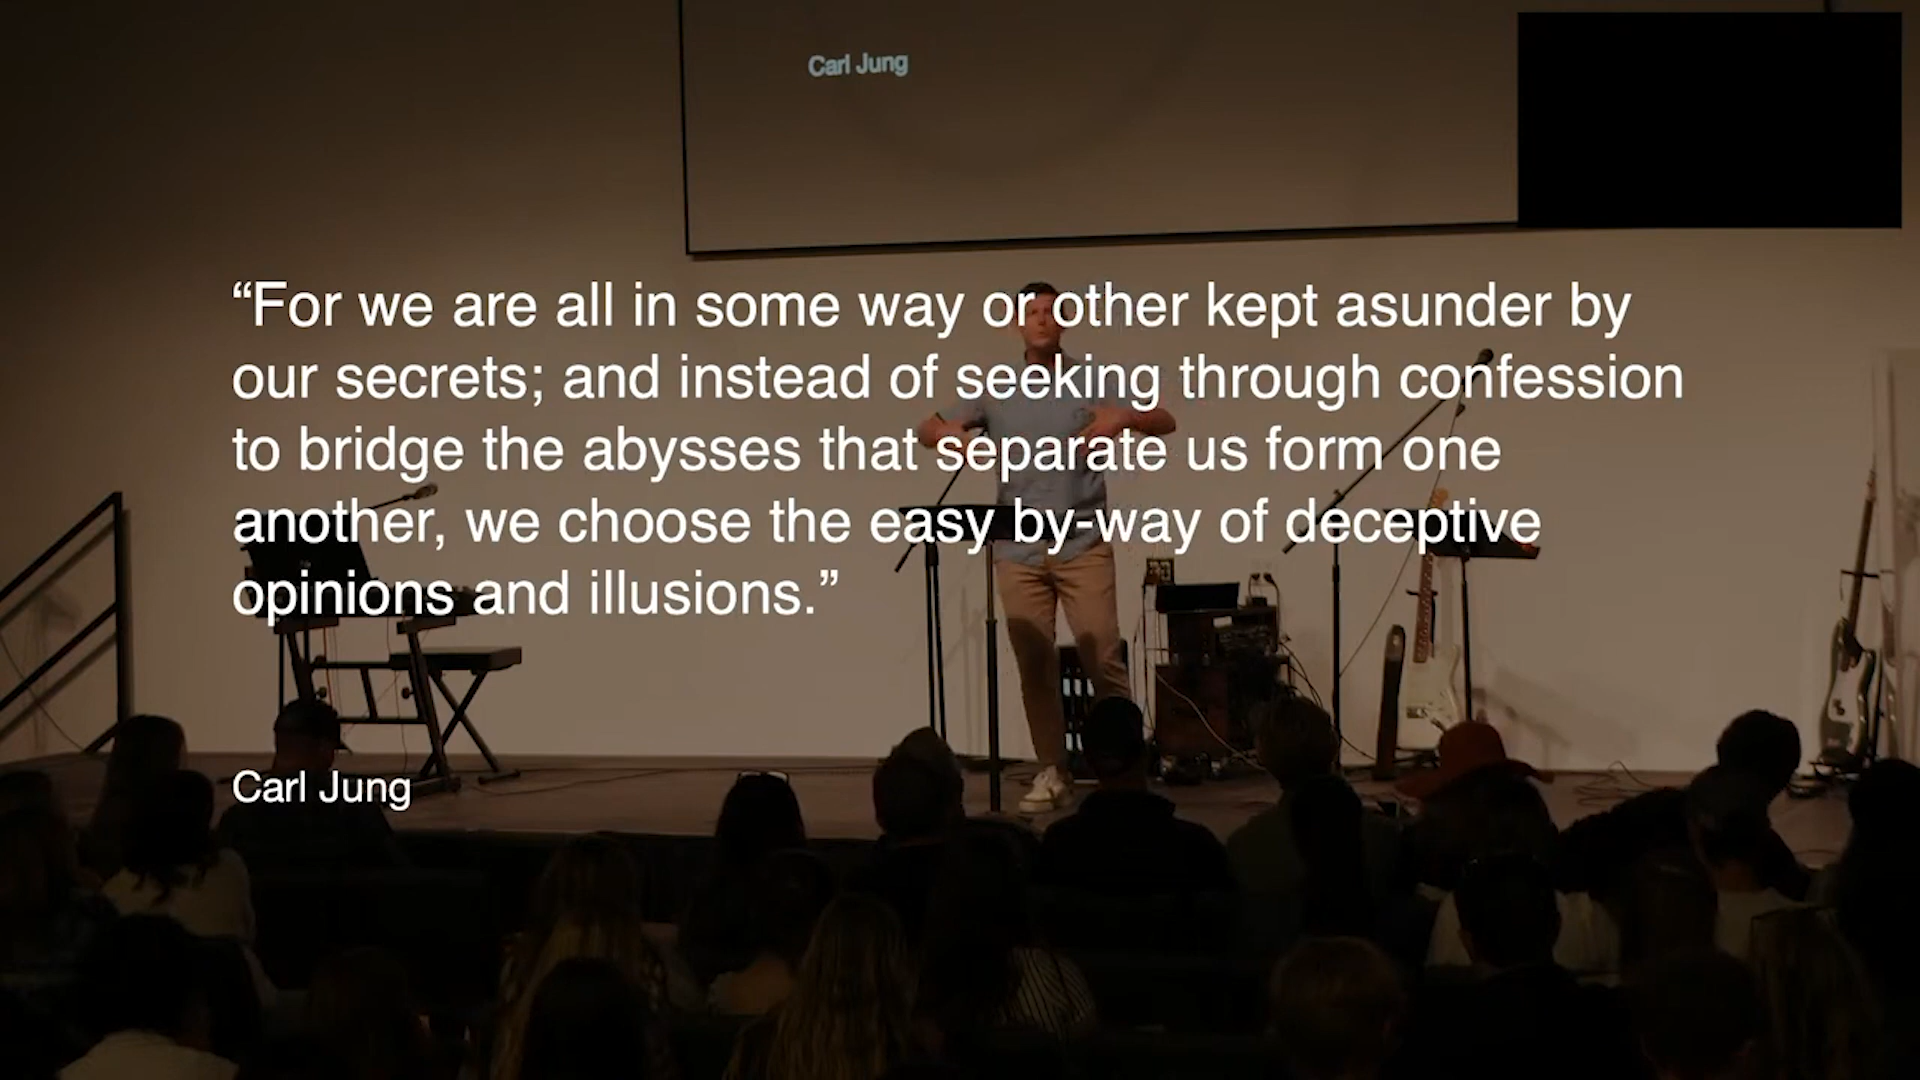 Carl Jung
“For we are all in some way or other kept asunder by
our secrets; and instead of seeking through confession
to bridge the abysses that separate us form one
another, we choose the easy by-way of deceptive
opinions and illusions.”
Carl Jung